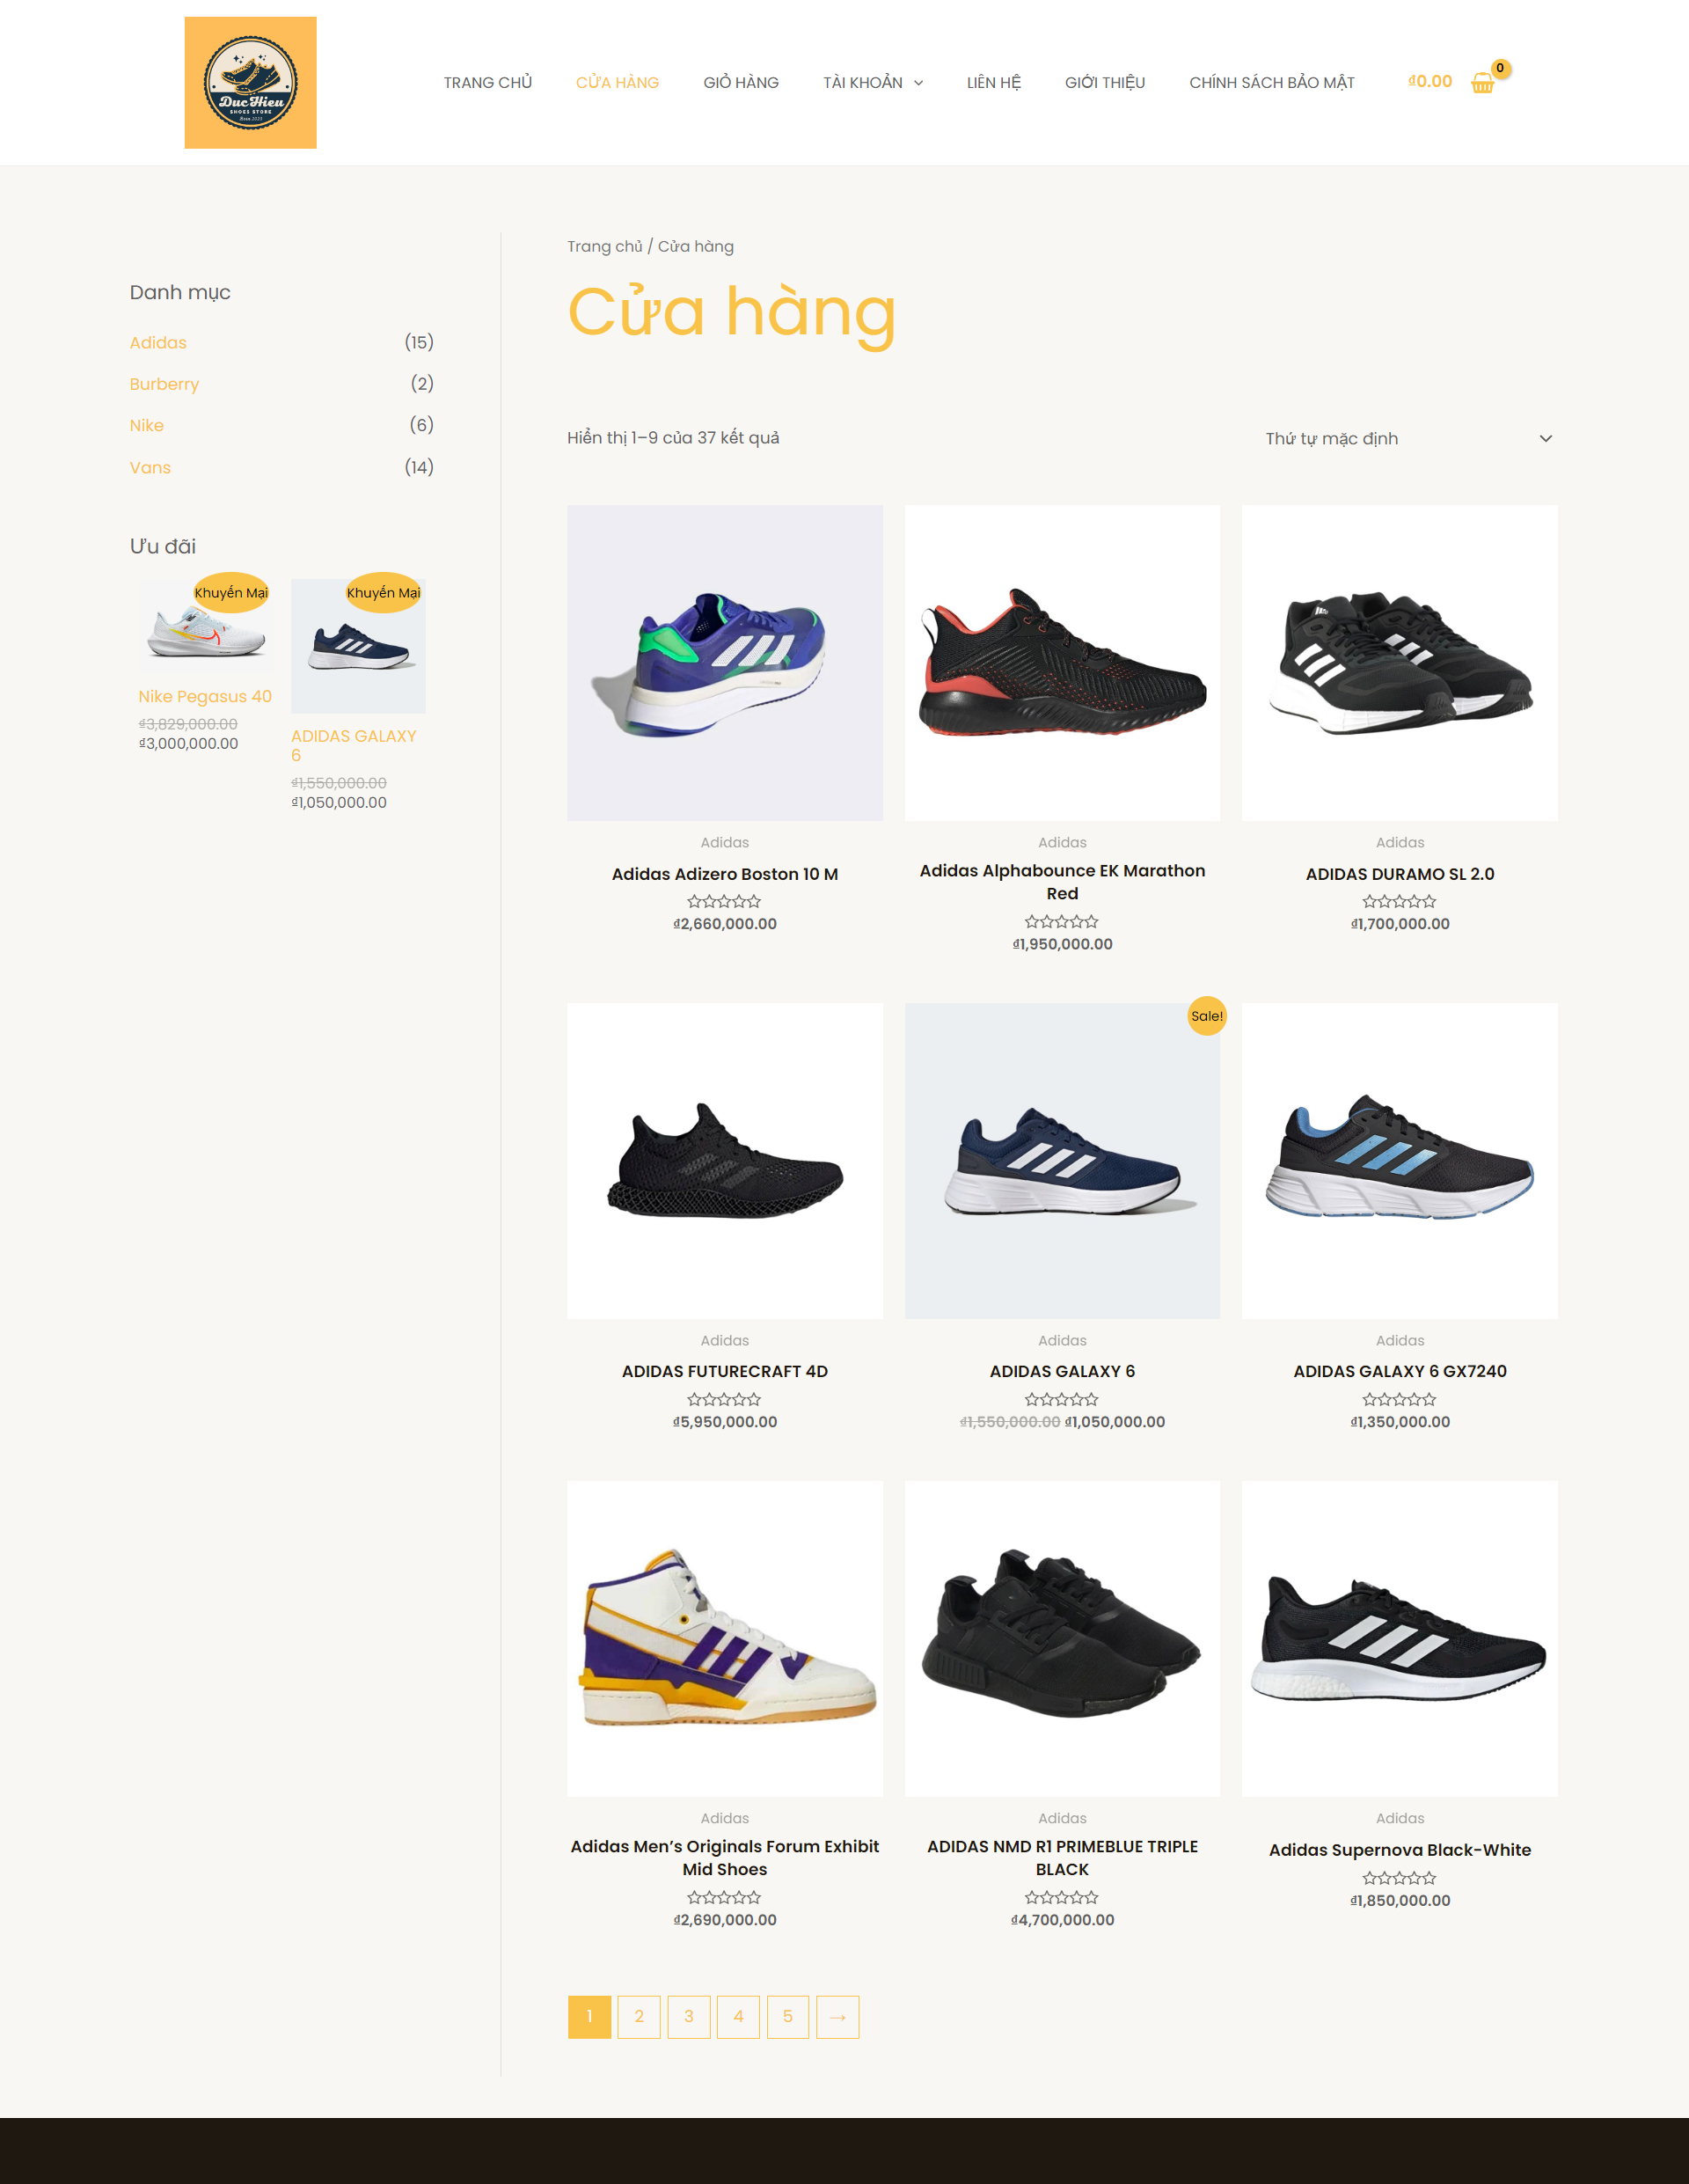 Duc Hieu
SHOES STORE
TRANG CHỦ
CỬA HÀNG
GIỎ HÀNG
TÀI KHOẢN
LIÊN HỆ
GIỚI THIỆU
CHÍNH SÁCH BẢO MẬT
₫0.00
0
Danh mục
Adidas (15)
Burberry (2)
Nike (6)
Vans (14)
Ưu đãi
Khuyến Mại
Nike Pegasus 40
₫3,829,000.00
₫3,000,000.00
Khuyến Mại
ADIDAS GALAXY
6
₫1,550,000.00
₫1,050,000.00
Trang chủ / Cửa hàng
Cửa hàng
Hiển thị 1–9 của 37 kết quả
Thứ tự mặc định
Adidas
Adidas Adizero Boston 10 M
₫2,660,000.00
Adidas
Adidas Alphabounce EK Marathon
Red
₫1,950,000.00
Adidas
ADIDAS DURAMO SL 2.0
₫1,700,000.00
Adidas
ADIDAS FUTURECRAFT 4D
₫5,950,000.00
Sale!
Adidas
ADIDAS GALAXY 6
₫1,550,000.00 ₫1,050,000.00
Adidas
ADIDAS GALAXY 6 GX7240
₫1,350,000.00
Adidas
Adidas Men’s Originals Forum Exhibit
Mid Shoes
₫2,690,000.00
Adidas
ADIDAS NMD R1 PRIMEBLUE TRIPLE
BLACK
₫4,700,000.00
Adidas
Adidas Supernova Black-White
₫1,850,000.00
1 2 3 4 5 →